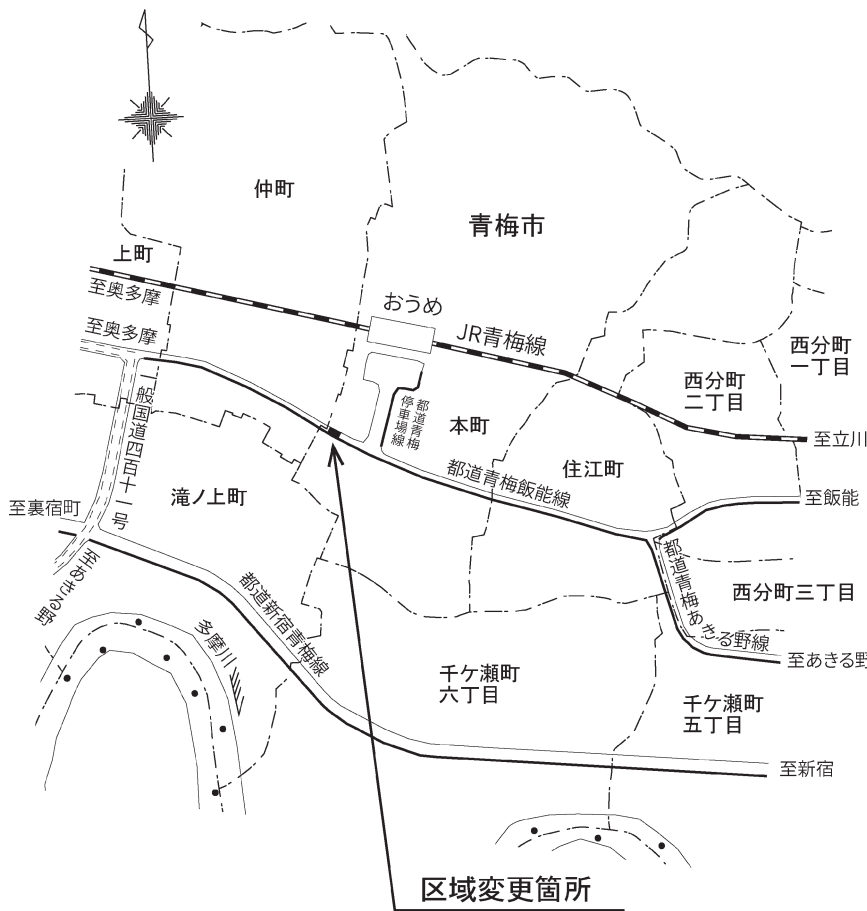 仲町
青梅市
上町
至奥多摩
おうめ
至奥多摩
JR青梅線
西分町
一丁目
西分町
二丁目
都道青梅
停車場線
本町
至立川
一般国道四百十一号
住江町
都道青梅飯能線
滝ノ上町
至飯能
至裏宿町
至あきる野
都道青梅あきる野線
西分町三丁目
都道新宿青梅線
多摩川
至あきる野
千ケ瀬町
六丁目
千ケ瀬町
五丁目
至新宿
区域変更箇所